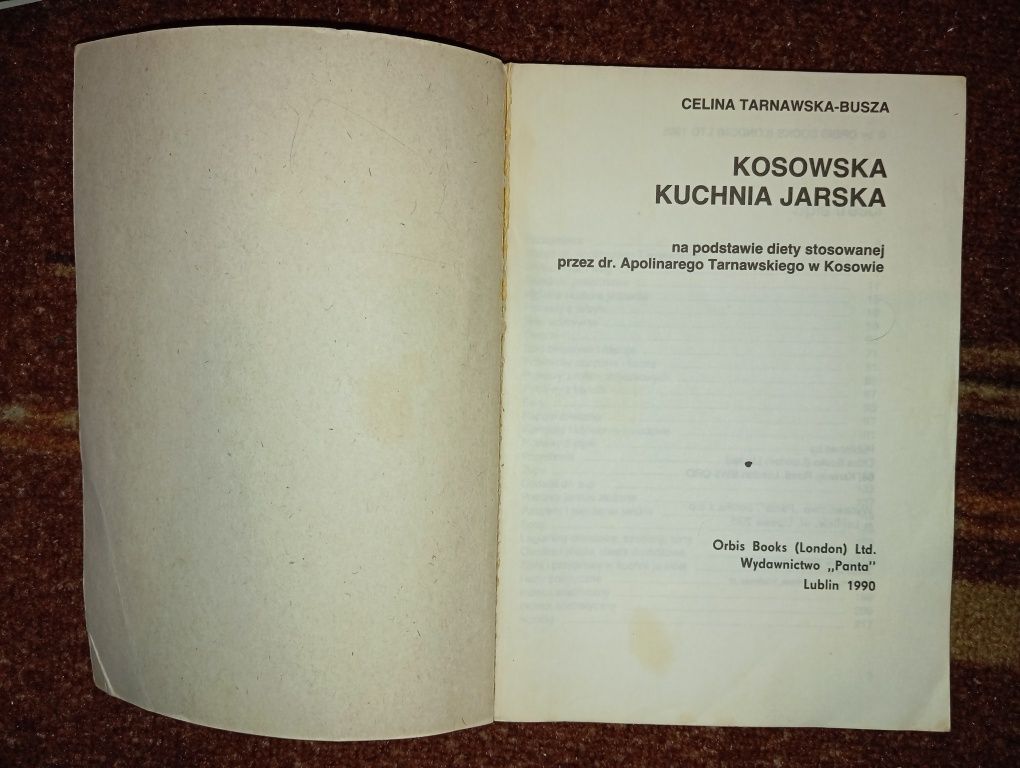 CELINA TARNAWSKA-BUSZA
KOSOWSKA
KUCHNIA JARSKA
na podstawie diety stosowanej
przez dr. Apolinarego Tarnawskiego w Kosowie
Orbis Books (London) Ltd.
Wydawnictwo „Panta"
Lublin 1990